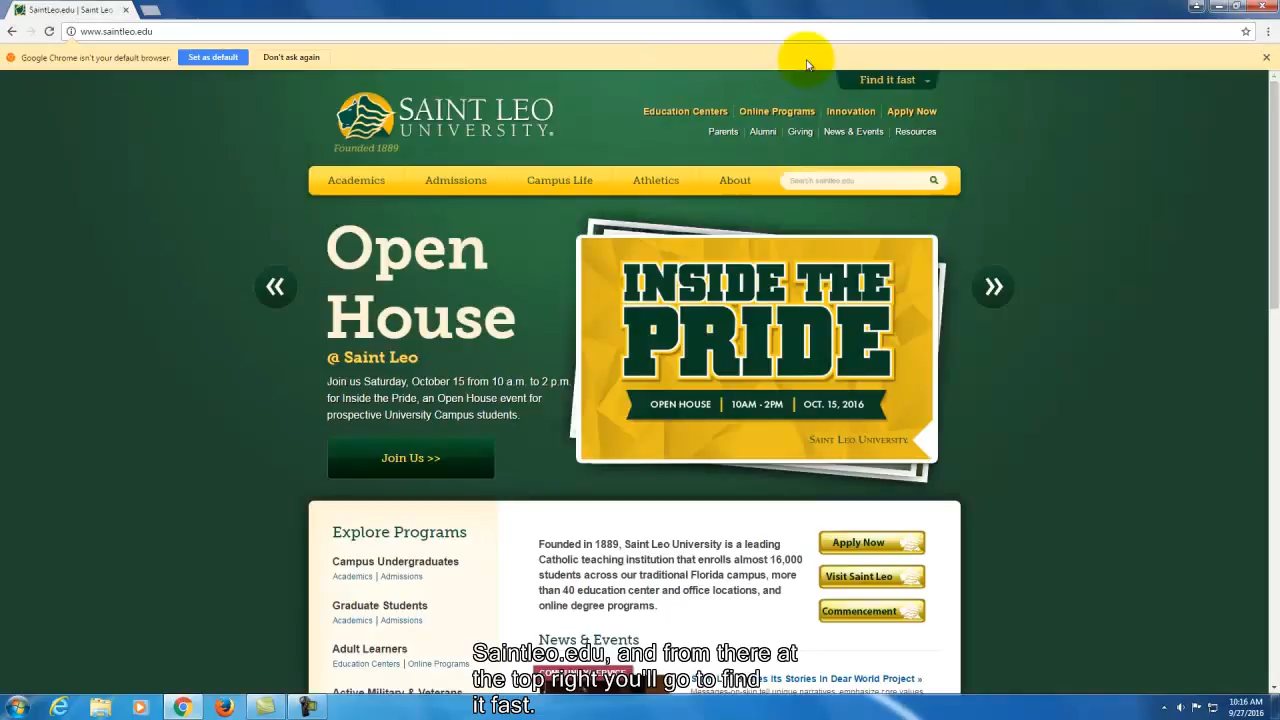 SaintLeo.edu | Saint Leo
www.saintleo.edu
Google Chrome isn't your default browser. Set as default Don't ask again
Find it fast
SAINT LEO
UNIVERSITY
Founded 1889
Education Centers | Online Programs | Innovation | Apply Now
Parents | Alumni | Giving | News & Events | Resources
Academics Admissions Campus Life Athletics About Search saintleo.edu
Open
House
@ Saint Leo
Join us Saturday, October 15 from 10 a.m. to 2 p.m.
for Inside the Pride, an Open House event for
prospective University Campus students.
Join Us >>
INSIDE THE
PRIDE
OPEN HOUSE | 10AM - 2PM | OCT. 15, 2016
SAINT LEO UNIVERSITY
Explore Programs
Campus Undergraduates
Academics | Admissions
Graduate Students
Academics | Admissions
Adult Learners
Education Centers | Online Programs
Active Military & Veterans
Founded in 1889, Saint Leo University is a leading
Catholic teaching institution that enrolls almost 16,000
students across our traditional Florida campus, more
than 40 education center and office locations, and
online degree programs.
News & Events
Apply Now
Visit Saint Leo
Commencement
Its Stories in Dear World Project »
Saintleo.edu, and from there at
the top right you'll go to find
it fast.
10:16 AM
9/27/2016